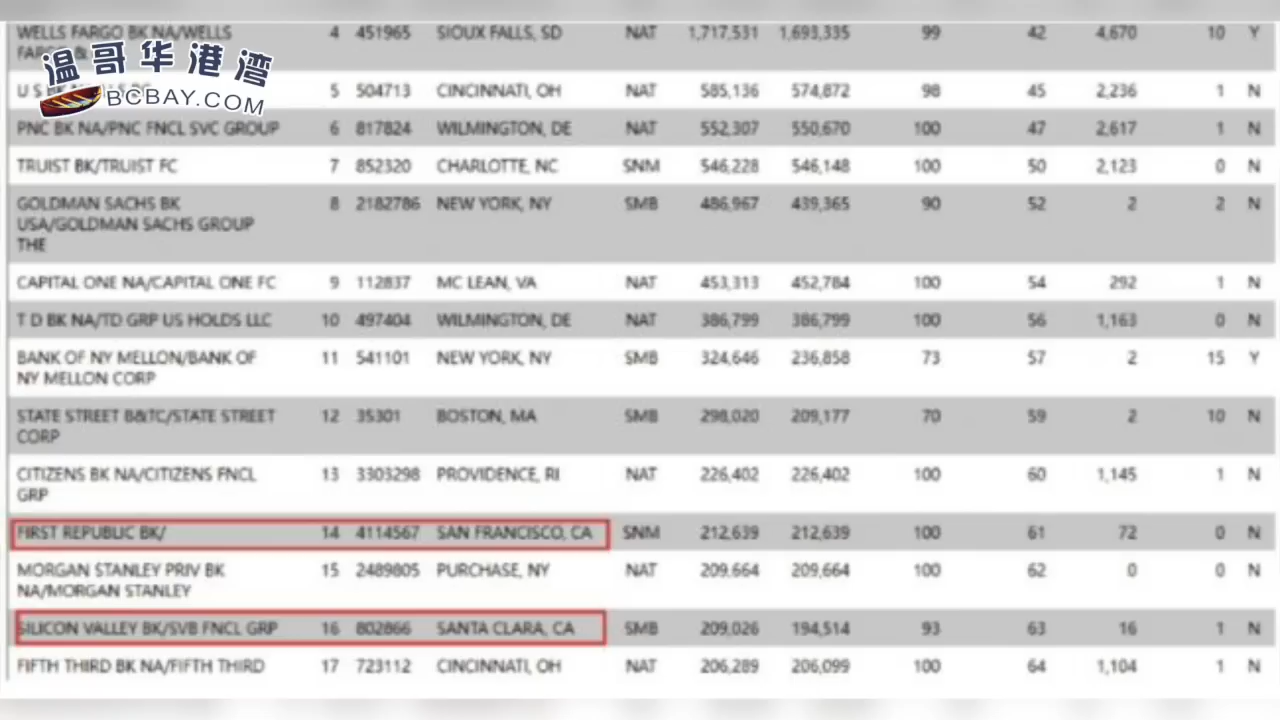 WELLS FARGO BK NA/WELLS 4 451965 SIOUX FALLS, SD NAT 1,717,531 1,693,335 99 42 4,670 10 Y
温哥华港湾
U S 5 504713 CINCINNATI, OH NAT 585,136 574,872 98 45 2,236 1 N
BCBAY.COM
PNC BK NA/PNC FNCL SVC GROUP 6 817824 WILMINGTON, DE NAT 552,307 550,670 100 47 2,617 1 N
TRUIST BK/TRUIST FC 7 852320 CHARLOTTE, NC SNM 546,228 546,148 100 50 2,123 0 N
GOLDMAN SACHS BK 8 2182786 NEW YORK, NY SMB 486,967 439,365 90 52 2 2 N
USA/GOLDMAN SACHS GROUP
THE
CAPITAL ONE NA/CAPITAL ONE FC 9 112837 MC LEAN, VA NAT 453,313 452,784 100 54 292 1 N
T D BK NA/TD GRP US HOLDS LLC 10 497404 WILMINGTON, DE NAT 386,799 386,799 100 56 1,163 0 N
BANK OF NY MELLON/BANK OF 11 541101 NEW YORK, NY SMB 324,646 236,858 73 57 2 15 Y
NY MELLON CORP
STATE STREET B&TC/STATE STREET 12 35301 BOSTON, MA SMB 298,020 209,177 70 59 2 10 N
CORP
CITIZENS BK NA/CITIZENS FNCL 13 3303298 PROVIDENCE, RI NAT 226,402 226,402 100 60 1,145 1 N
GRP
FIRST REPUBLIC BK/ 14 4114567 SAN FRANCISCO, CA SNM 212,639 212,639 100 61 72 0 N
MORGAN STANLEY PRIV BK 15 2489805 PURCHASE, NY NAT 209,664 209,664 100 62 0 0 N
NA/MORGAN STANLEY
SILICON VALLEY BK/SVB FNCL GRP 16 802866 SANTA CLARA, CA SMB 209,026 194,514 93 63 16 1 N
FIFTH THIRD BK NA/FIFTH THIRD 17 723112 CINCINNATI, OH NAT 206,289 206,099 100 64 1,104 1 N